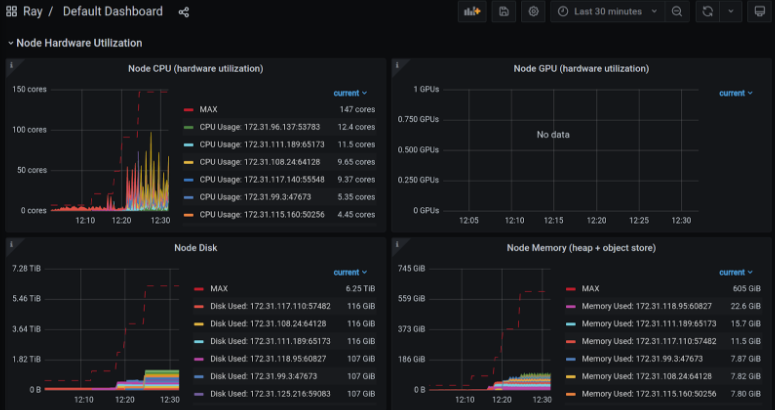 Ray / Default Dashboard
Last 30 minutes
Node Hardware Utilization
Node CPU (hardware utilization)
current
150 cores
100 cores
50 cores
0 cores
12:10 12:20 12:30
MAX 147 cores
CPU Usage: 172.31.96.137:53783 12.4 cores
CPU Usage: 172.31.111.189:65173 11.5 cores
CPU Usage: 172.31.108.24:64128 9.65 cores
CPU Usage: 172.31.117.140:55548 9.37 cores
CPU Usage: 172.31.99.3:47673 5.35 cores
CPU Usage: 172.31.115.160:50256 4.45 cores
Node GPU (hardware utilization)
current
1 GPUs
0.750 GPUs
0.500 GPUs
0.250 GPUs
0 GPUs
No data
12:05 12:10 12:15 12:20 12:25 12:30
Node Disk
current
7.28 TiB
5.46 TiB
3.64 TiB
1.82 TiB
0 B
12:10 12:20 12:30
MAX 6.25 TiB
Disk Used: 172.31.117.110:57482 116 GiB
Disk Used: 172.31.108.24:64128 116 GiB
Disk Used: 172.31.111.189:65173 116 GiB
Disk Used: 172.31.118.95:60827 107 GiB
Disk Used: 172.31.99.3:47673 107 GiB
Disk Used: 172.31.125.216:59083 107 GiB
Node Memory (heap + object store)
current
745 GiB
559 GiB
373 GiB
186 GiB
0 B
12:10 12:20 12:30
MAX 605 GiB
Memory Used: 172.31.118.95:60827 22.6 GiB
Memory Used: 172.31.111.189:65173 15.7 GiB
Memory Used: 172.31.117.110:57482 11.5 GiB
Memory Used: 172.31.99.3:47673 7.87 GiB
Memory Used: 172.31.108.24:64128 7.82 GiB
Memory Used: 172.31.115.160:50256 7.80 GiB